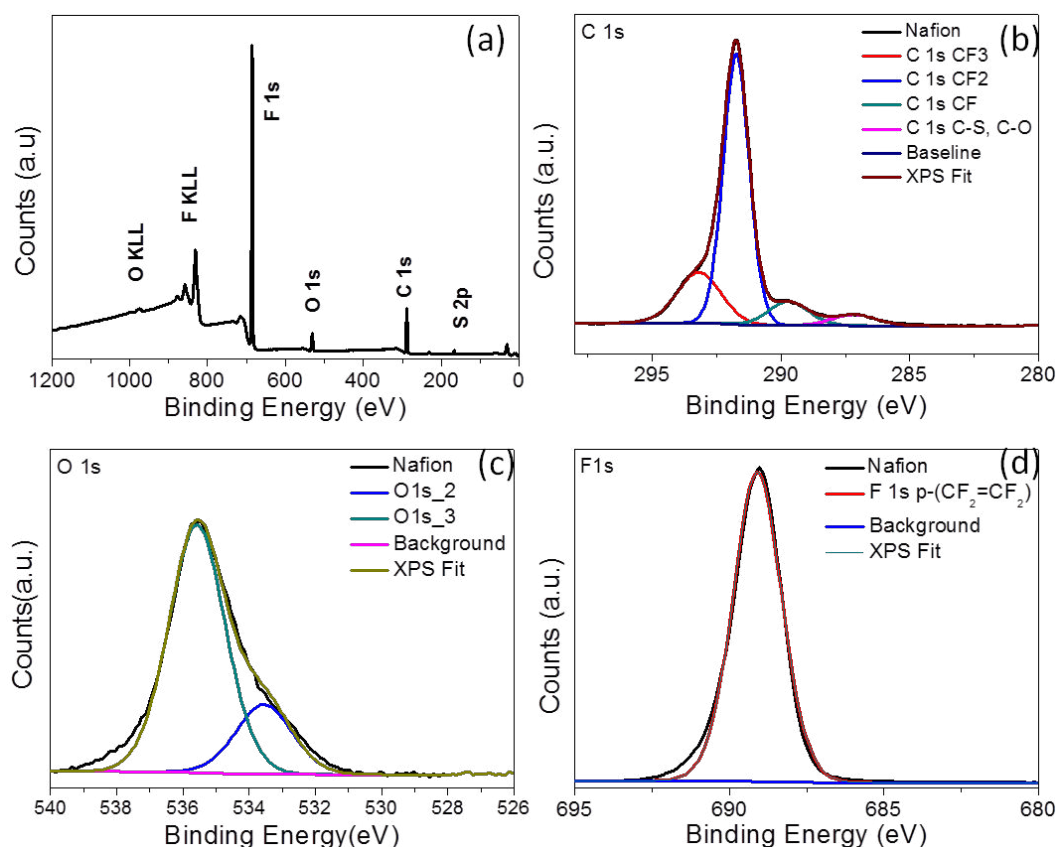 (a)
Counts (a.u)
O KLL
F KLL
F 1s
O 1s
C 1s
S 2p
1200 1000 800 600 400 200 0
Binding Energy (eV)
(b)
C 1s
Nafion
C 1s CF3
C 1s CF2
C 1s CF
C 1s C-S, C-O
Baseline
XPS Fit
Counts (a.u.)
295 290 285 280
Binding Energy (eV)
(c)
O 1s
Nafion
O1s_2
O1s_3
Background
XPS Fit
Counts(a.u.)
540 538 536 534 532 530 528 526
Binding Energy(eV)
(d)
F1s
Nafion
F 1s p-(CF₂=CF₂)
Background
XPS Fit
Counts (a.u.)
695 690 685 680
Binding Energy (eV)